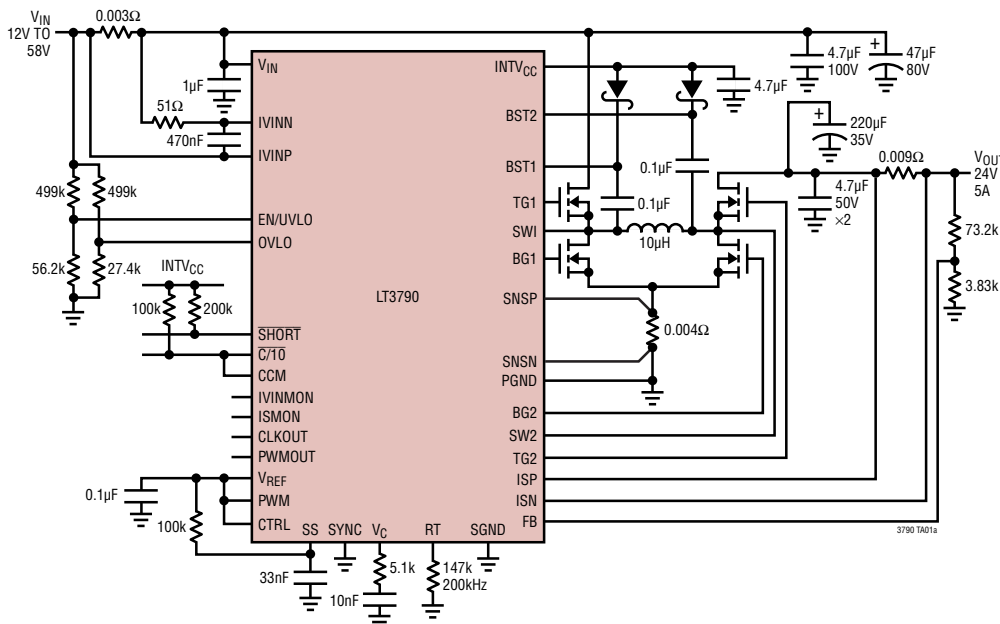 VIN
12V TO
58V
0.003Ω
1µF
51Ω
470nF
499k
499k
56.2k
27.4k
INTVCC
100k
200k
0.1µF
100k
33nF
5.1k
10nF
147k
200kHz
LT3790
VIN
IVINN
IVINP
EN/UVLO
OVLO
SHORT
C/10
CCM
IVINMON
ISMON
CLKOUT
PWMOUT
VREF
PWM
CTRL
SS
SYNC
VC
RT
SGND
INTVCC
BST2
BST1
TG1
SWI
BG1
SNSP
SNSN
PGND
BG2
SW2
TG2
ISP
ISN
FB
4.7µF
0.1µF
0.1µF
10µH
0.004Ω
4.7µF
100V
+
47µF
80V
+
220µF
35V
4.7µF
50V
×2
0.009Ω
VOUT
24V
5A
73.2k
3.83k
3790 TA01a